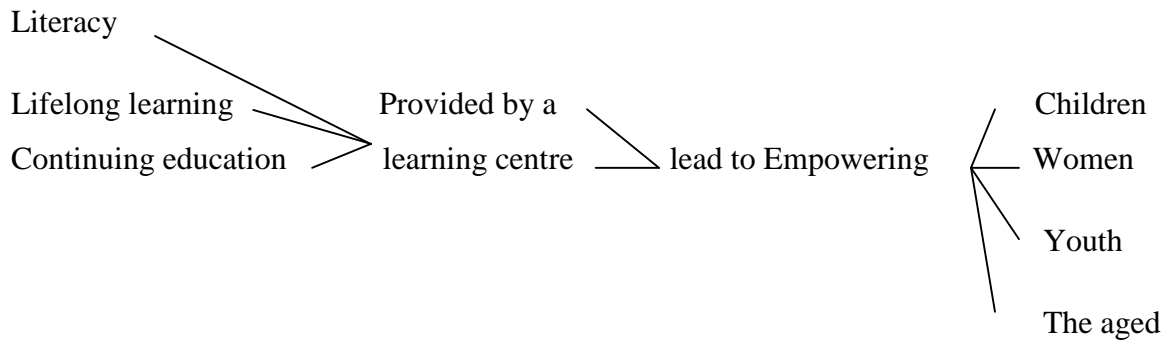 Literacy
Lifelong learning Provided by a Children
Continuing education learning centre lead to Empowering Women
Youth
The aged